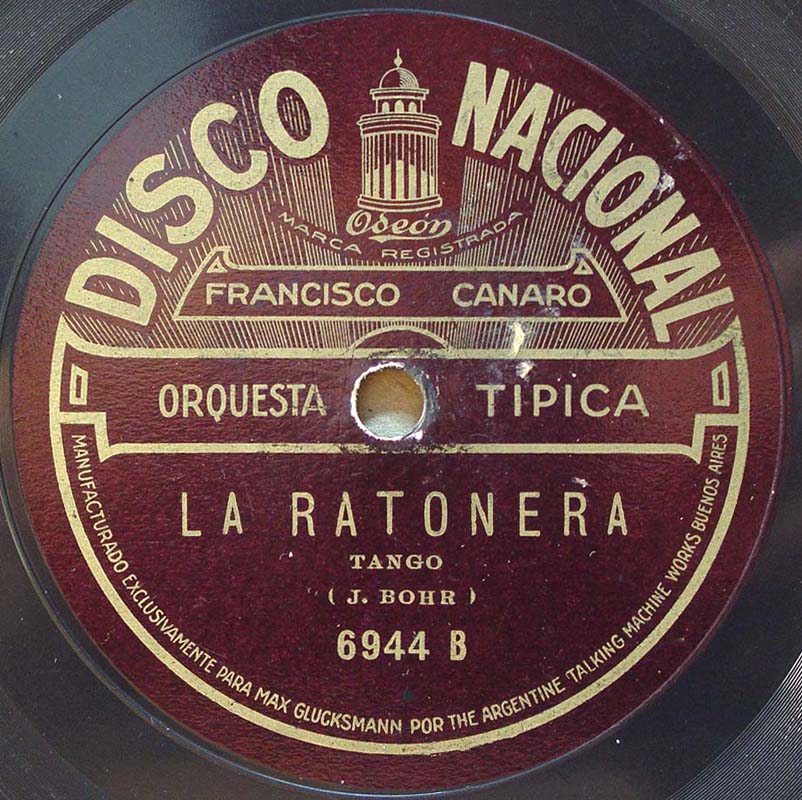 DISCO NACIONAL
Odeón
MARCA REGISTRADA
FRANCISCO CANARO
ORQUESTA TIPICA
LA RATONERA
TANGO
( J. BOHR )
6944 B
MANUFACTURADO EXCLUSIVAMENTE PARA MAX GLUCKSMANN POR THE ARGENTINE TALKING MACHINE WORKS BUENOS AIRES